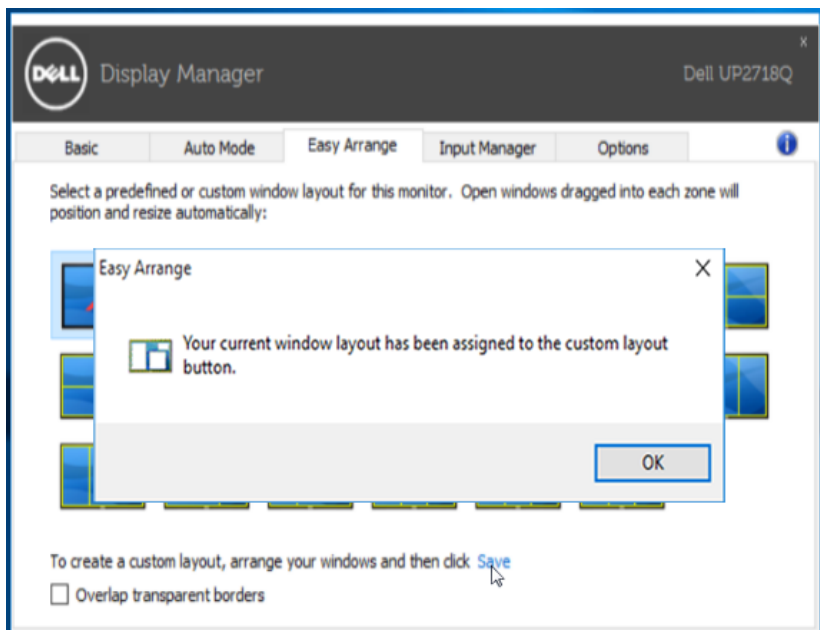 x
DELL Display Manager
Dell UP2718Q
Basic Auto Mode Easy Arrange Input Manager Options i
Select a predefined or custom window layout for this monitor. Open windows dragged into each zone will
position and resize automatically:
Easy Arrange X
Your current window layout has been assigned to the custom layout
button.
OK
To create a custom layout, arrange your windows and then click Save
Overlap transparent borders